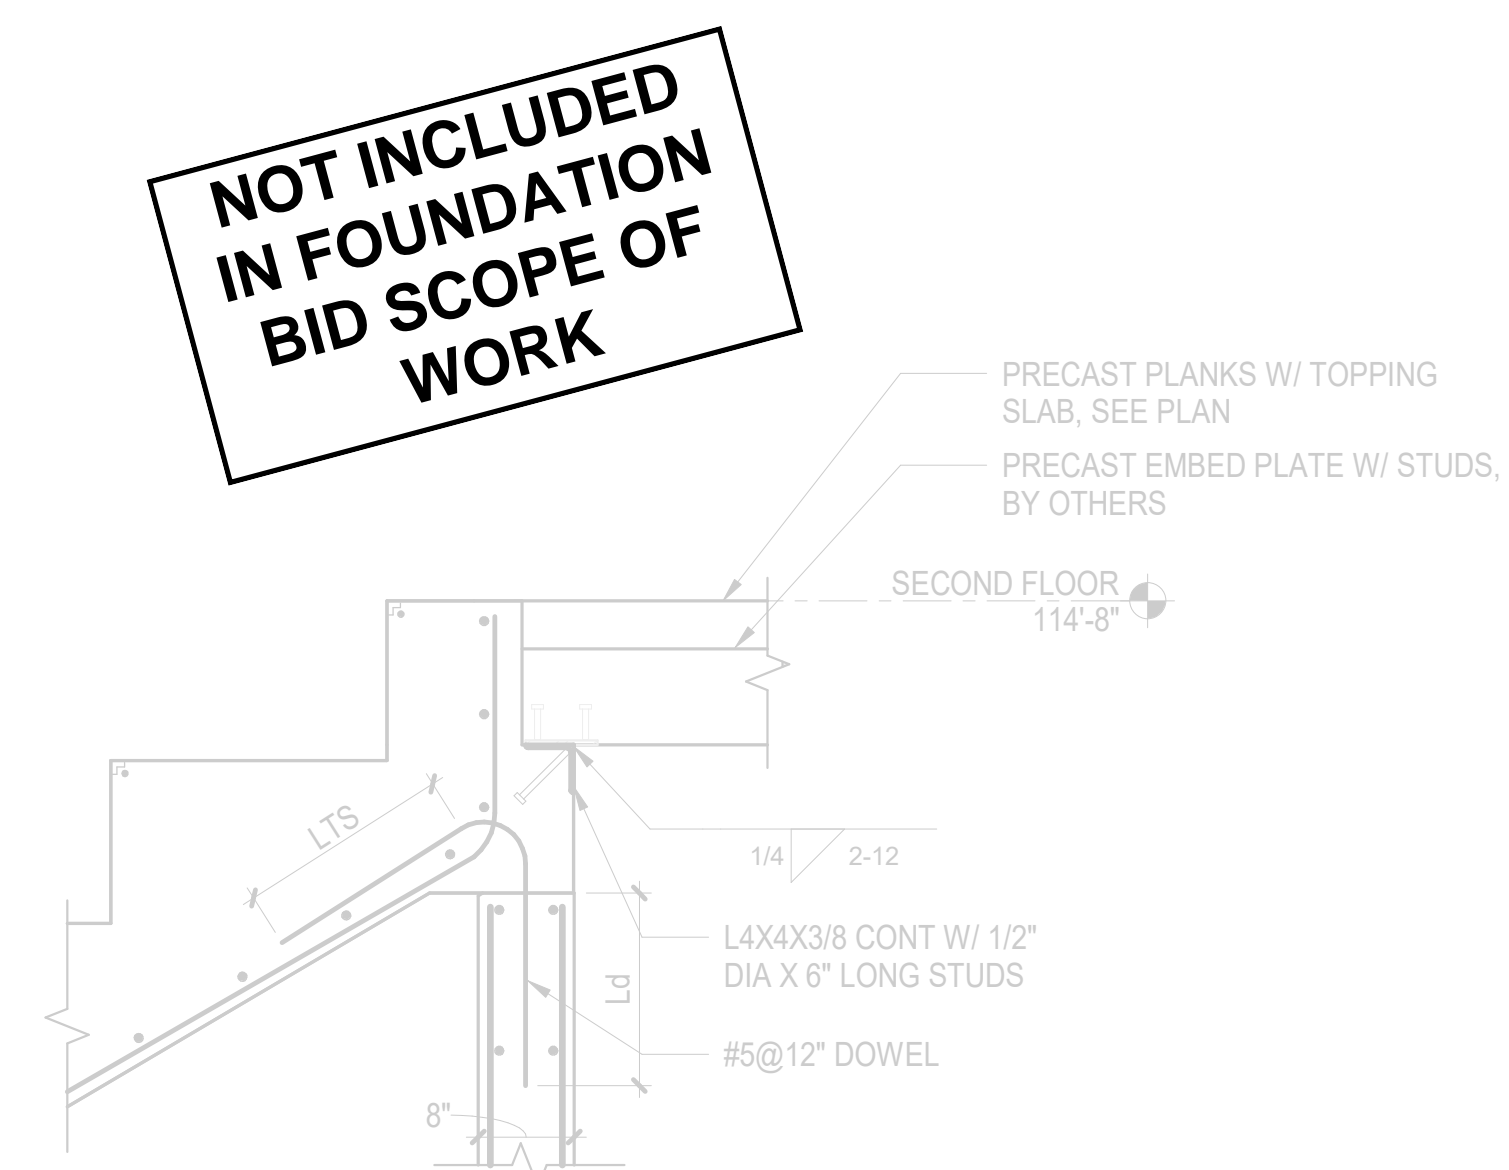 NOT INCLUDED
IN FOUNDATION
BID SCOPE OF
WORK
PRECAST PLANKS W/ TOPPING
SLAB, SEE PLAN
PRECAST EMBED PLATE W/ STUDS,
BY OTHERS
SECOND FLOOR
114'-8"
LTS
1/4 2-12
L4X4X3/8 CONT W/ 1/2"
DIA X 6" LONG STUDS
Ld
#5@12" DOWEL
8"